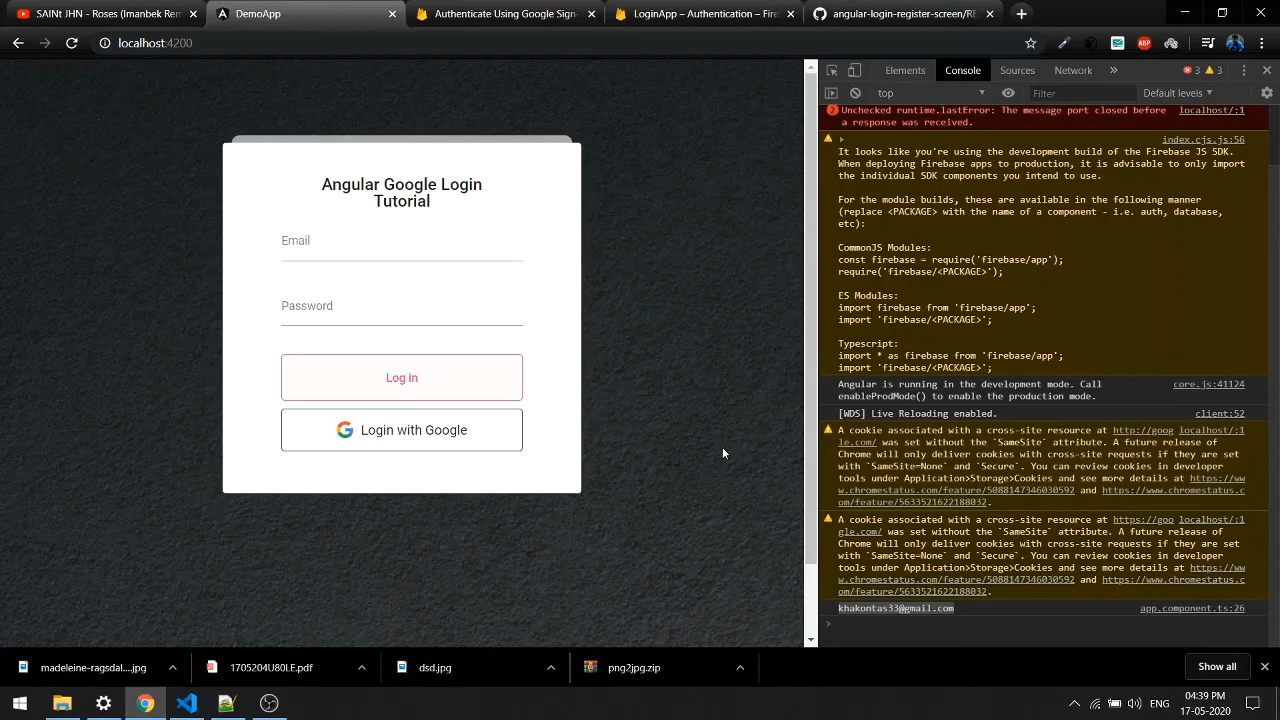 SAINt JHN - Roses (Imanbek Rem
DemoApp
Authenticate Using Google Sign-
LoginApp – Authentication – Fire
angular-login-register-screen/RE
localhost:4200
Angular Google Login
Tutorial
Email
Password
Log in
Login with Google
Elements Console Sources Network » 3 3
top Filter Default levels
2 Unchecked runtime.lastError: The message port closed before localhost/:1
a response was received.
index.cjs.js:56
It looks like you're using the development build of the Firebase JS SDK.
When deploying Firebase apps to production, it is advisable to only import
the individual SDK components you intend to use.
For the module builds, these are available in the following manner
(replace <PACKAGE> with the name of a component - i.e. auth, database,
etc):
CommonJS Modules:
const firebase = require('firebase/app');
require('firebase/<PACKAGE>');
ES Modules:
import firebase from 'firebase/app';
import 'firebase/<PACKAGE>';
Typescript:
import * as firebase from 'firebase/app';
import 'firebase/<PACKAGE>';
Angular is running in the development mode. Call core.js:41124
enableProdMode() to enable the production mode.
[WDS] Live Reloading enabled. client:52
A cookie associated with a cross-site resource at http://goog localhost/:1
le.com/ was set without the `SameSite` attribute. A future release of
Chrome will only deliver cookies with cross-site requests if they are set
with `SameSite=None` and `Secure`. You can review cookies in developer
tools under Application>Storage>Cookies and see more details at https://ww
w.chromestatus.com/feature/5088147346030592 and https://www.chromestatus.c
om/feature/5633521622188032.
A cookie associated with a cross-site resource at https://goo localhost/:1
gle.com/ was set without the `SameSite` attribute. A future release of
Chrome will only deliver cookies with cross-site requests if they are set
with `SameSite=None` and `Secure`. You can review cookies in developer
tools under Application>Storage>Cookies and see more details at https://ww
w.chromestatus.com/feature/5088147346030592 and https://www.chromestatus.c
om/feature/5633521622188032.
khakontas33@gmail.com app.component.ts:26
madeleine-ragsdal....jpg
1705204U80LE.pdf
dsd.jpg
png2jpg.zip
Show all
ENG
04:39 PM
17-05-2020